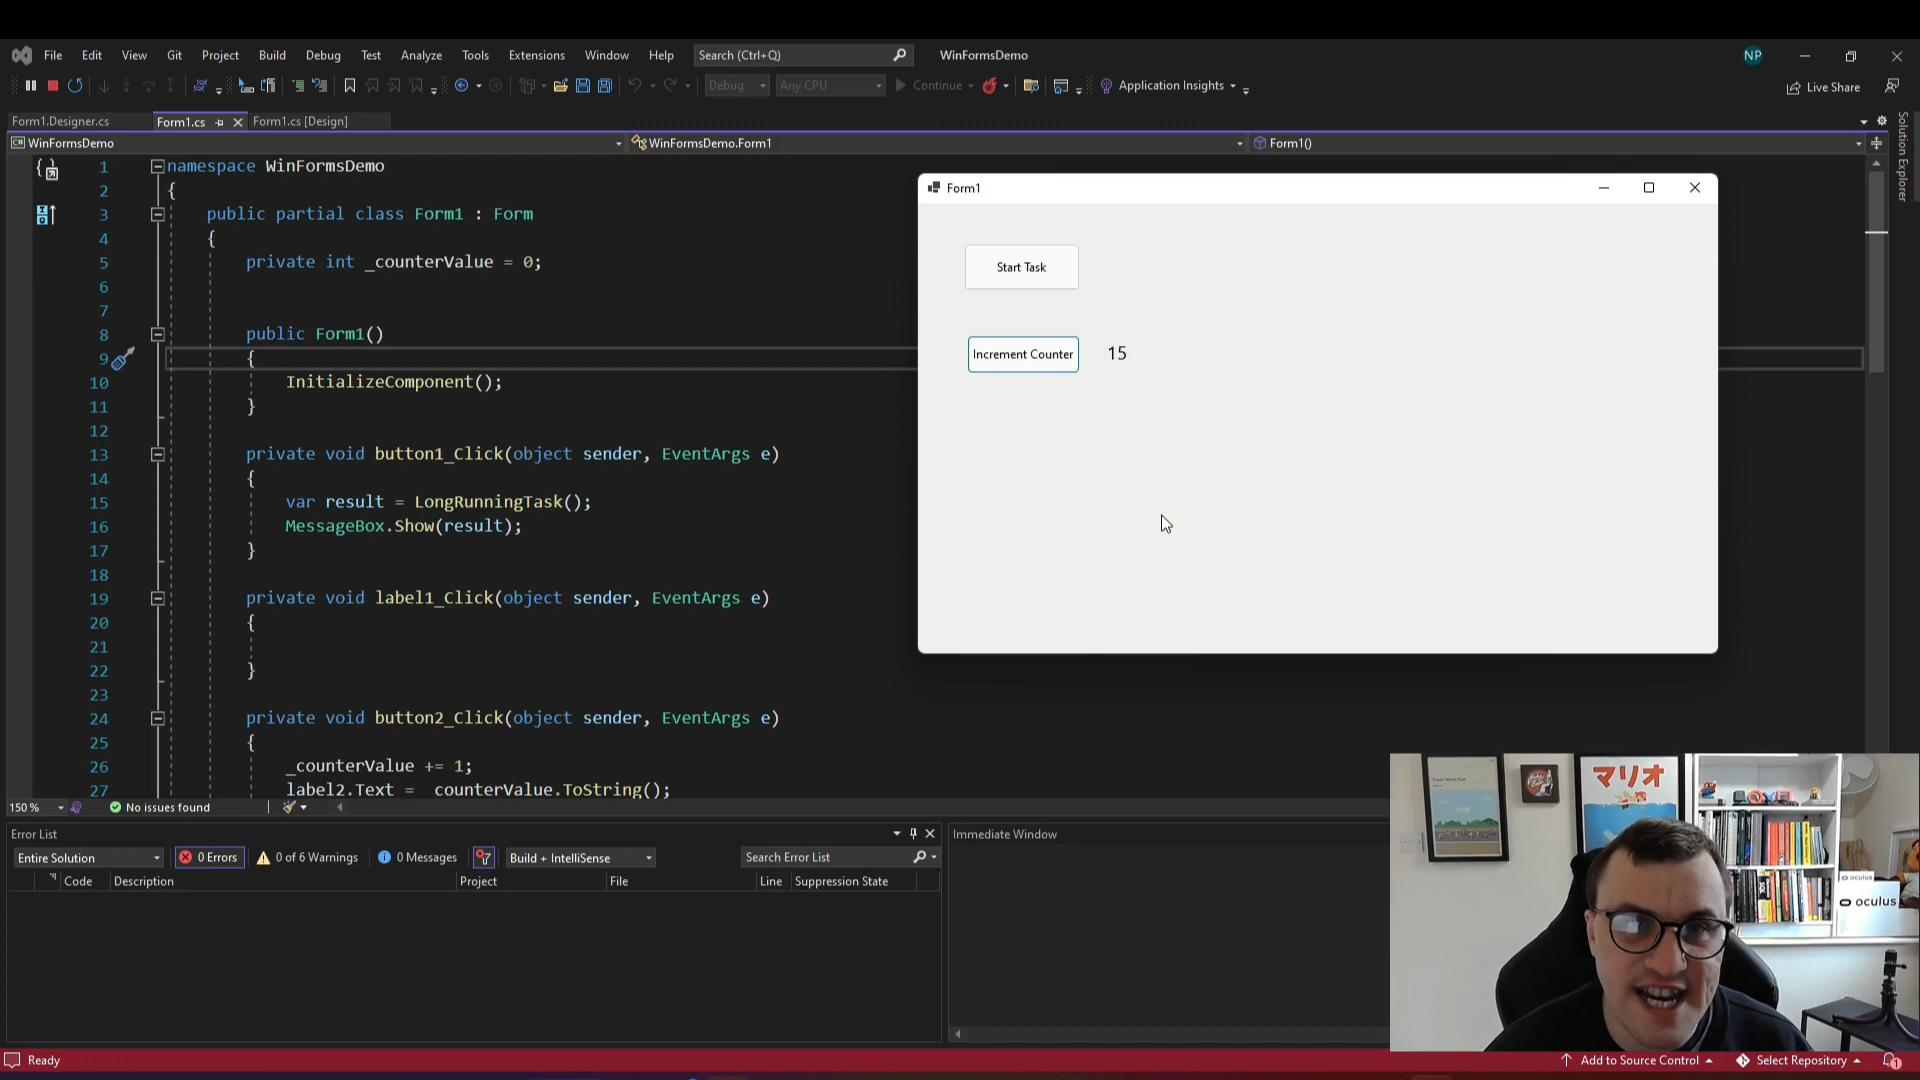 File Edit View Git Project Build Debug Test Analyze Tools Extensions Window Help Search (Ctrl+Q) WinFormsDemo NP
Debug Any CPU Continue Application Insights Live Share
Form1.Designer.cs Form1.cs Form1.cs [Design]
WinFormsDemo WinFormsDemo.Form1 Form1()
Solution Explorer
1 namespace WinFormsDemo
2 {
3 public partial class Form1 : Form
4 {
5 private int _counterValue = 0;
6
7
8 public Form1()
9 {
10 InitializeComponent();
11 }
12
13 private void button1_Click(object sender, EventArgs e)
14 {
15 var result = LongRunningTask();
16 MessageBox.Show(result);
17 }
18
19 private void label1_Click(object sender, EventArgs e)
20 {
21
22 }
23
24 private void button2_Click(object sender, EventArgs e)
25 {
26 _counterValue += 1;
27 label2.Text = _counterValue.ToString();
Form1
Start Task
Increment Counter 15
150 % No issues found
Error List
Entire Solution 0 Errors 0 of 6 Warnings 0 Messages Build + IntelliSense Search Error List
Code Description Project File Line Suppression State
Immediate Window
マリオ
oculus
oculus
Ready Add to Source Control Select Repository 1